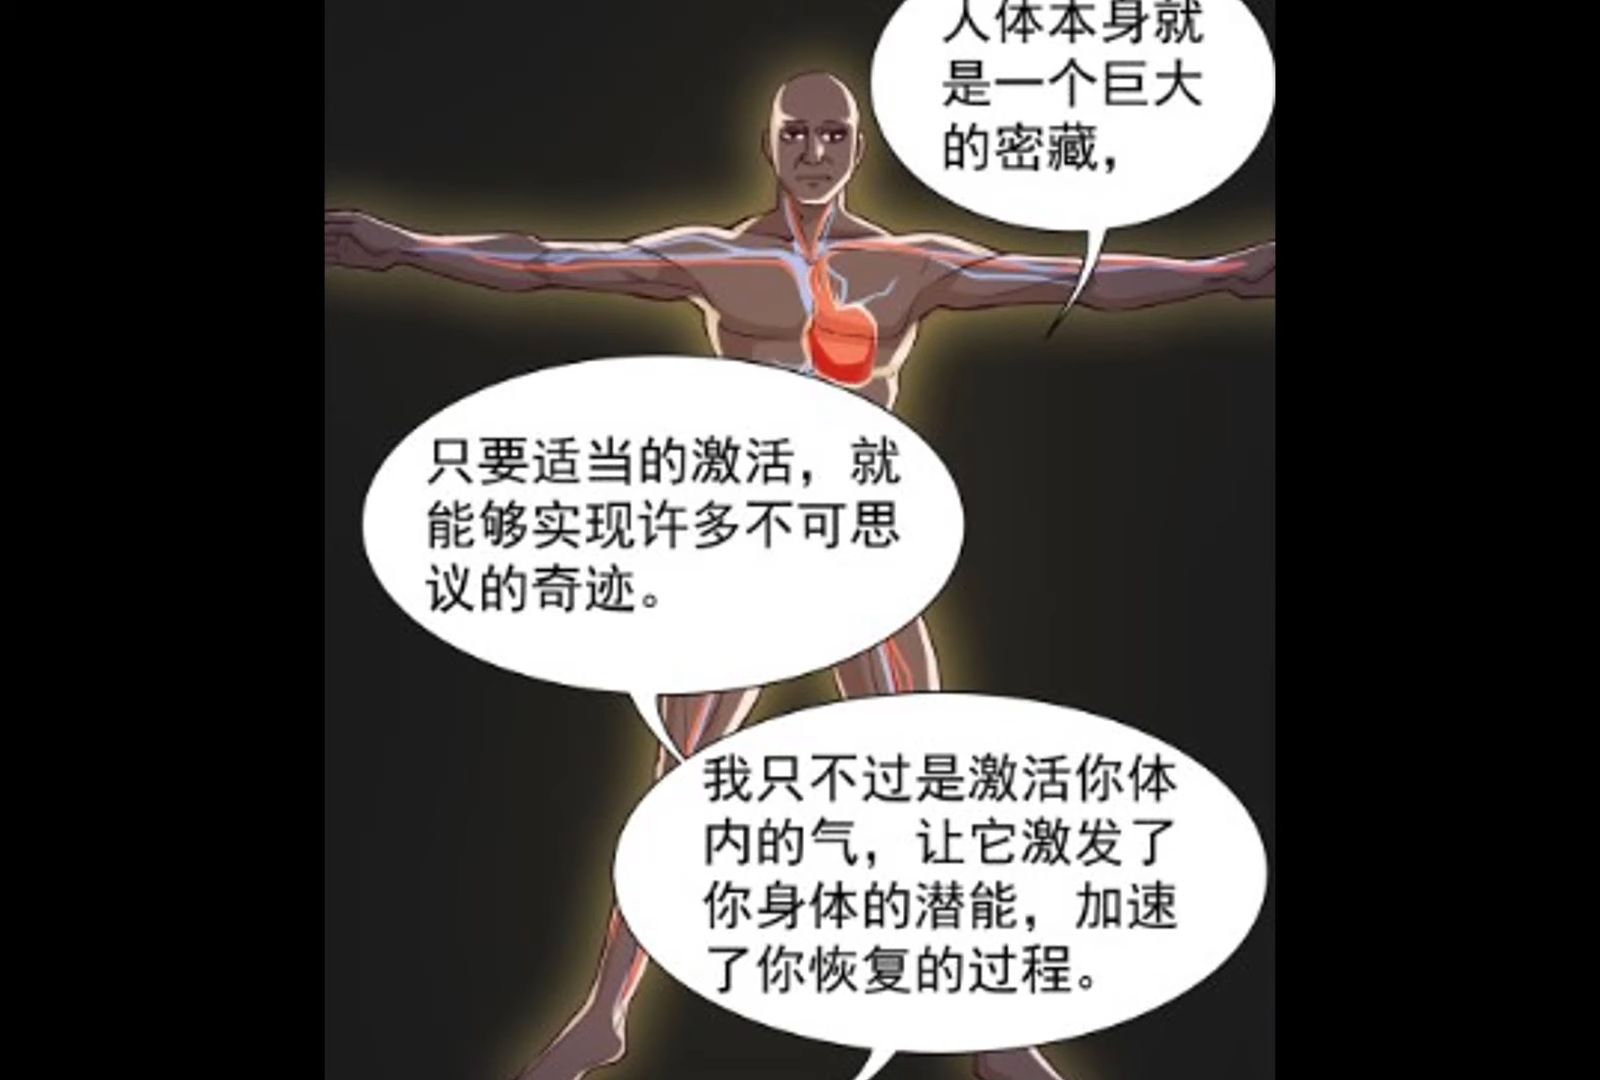 人体本身就
是一个巨大
的密藏，
只要适当的激活，就
能够实现许多不可思
议的奇迹。
我只不过是激活你体
内的气，让它激发了
你身体的潜能，加速
了你恢复的过程。